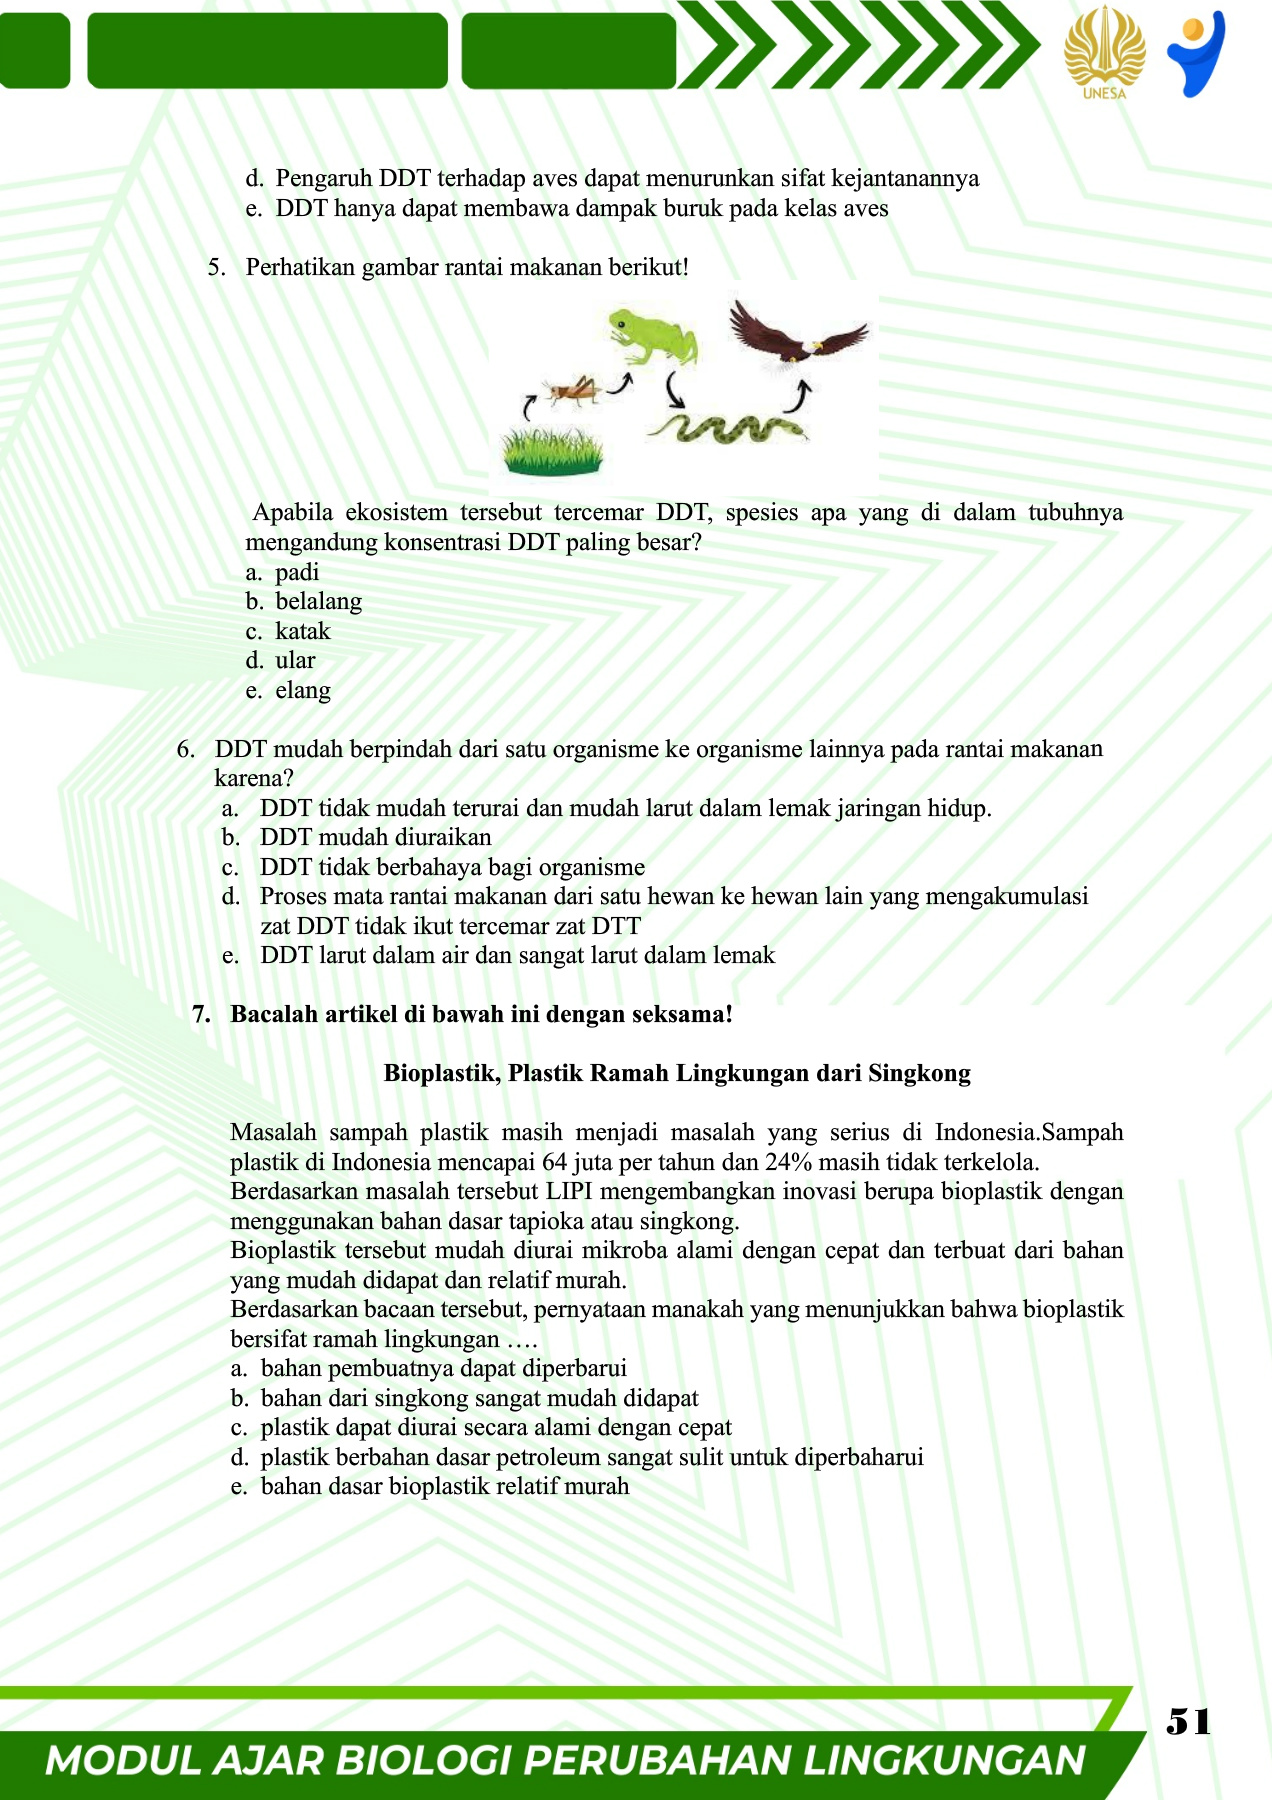 UNESA
d. Pengaruh DDT terhadap aves dapat menurunkan sifat kejantanannya
e. DDT hanya dapat membawa dampak buruk pada kelas aves
5. Perhatikan gambar rantai makanan berikut!
Apabila ekosistem tersebut tercemar DDT, spesies apa yang di dalam tubuhnya
mengandung konsentrasi DDT paling besar?
a. padi
b. belalang
c. katak
d. ular
e. elang
6. DDT mudah berpindah dari satu organisme ke organisme lainnya pada rantai makanan
karena?
a. DDT tidak mudah terurai dan mudah larut dalam lemak jaringan hidup.
b. DDT mudah diuraikan
c. DDT tidak berbahaya bagi organisme
d. Proses mata rantai makanan dari satu hewan ke hewan lain yang mengakumulasi
zat DDT tidak ikut tercemar zat DTT
e. DDT larut dalam air dan sangat larut dalam lemak
7. Bacalah artikel di bawah ini dengan seksama!
Bioplastik, Plastik Ramah Lingkungan dari Singkong
Masalah sampah plastik masih menjadi masalah yang serius di Indonesia.Sampah
plastik di Indonesia mencapai 64 juta per tahun dan 24% masih tidak terkelola.
Berdasarkan masalah tersebut LIPI mengembangkan inovasi berupa bioplastik dengan
menggunakan bahan dasar tapioka atau singkong.
Bioplastik tersebut mudah diurai mikroba alami dengan cepat dan terbuat dari bahan
yang mudah didapat dan relatif murah.
Berdasarkan bacaan tersebut, pernyataan manakah yang menunjukkan bahwa bioplastik
bersifat ramah lingkungan ….
a. bahan pembuatnya dapat diperbarui
b. bahan dari singkong sangat mudah didapat
c. plastik dapat diurai secara alami dengan cepat
d. plastik berbahan dasar petroleum sangat sulit untuk diperbaharui
e. bahan dasar bioplastik relatif murah
51
MODUL AJAR BIOLOGI PERUBAHAN LINGKUNGAN